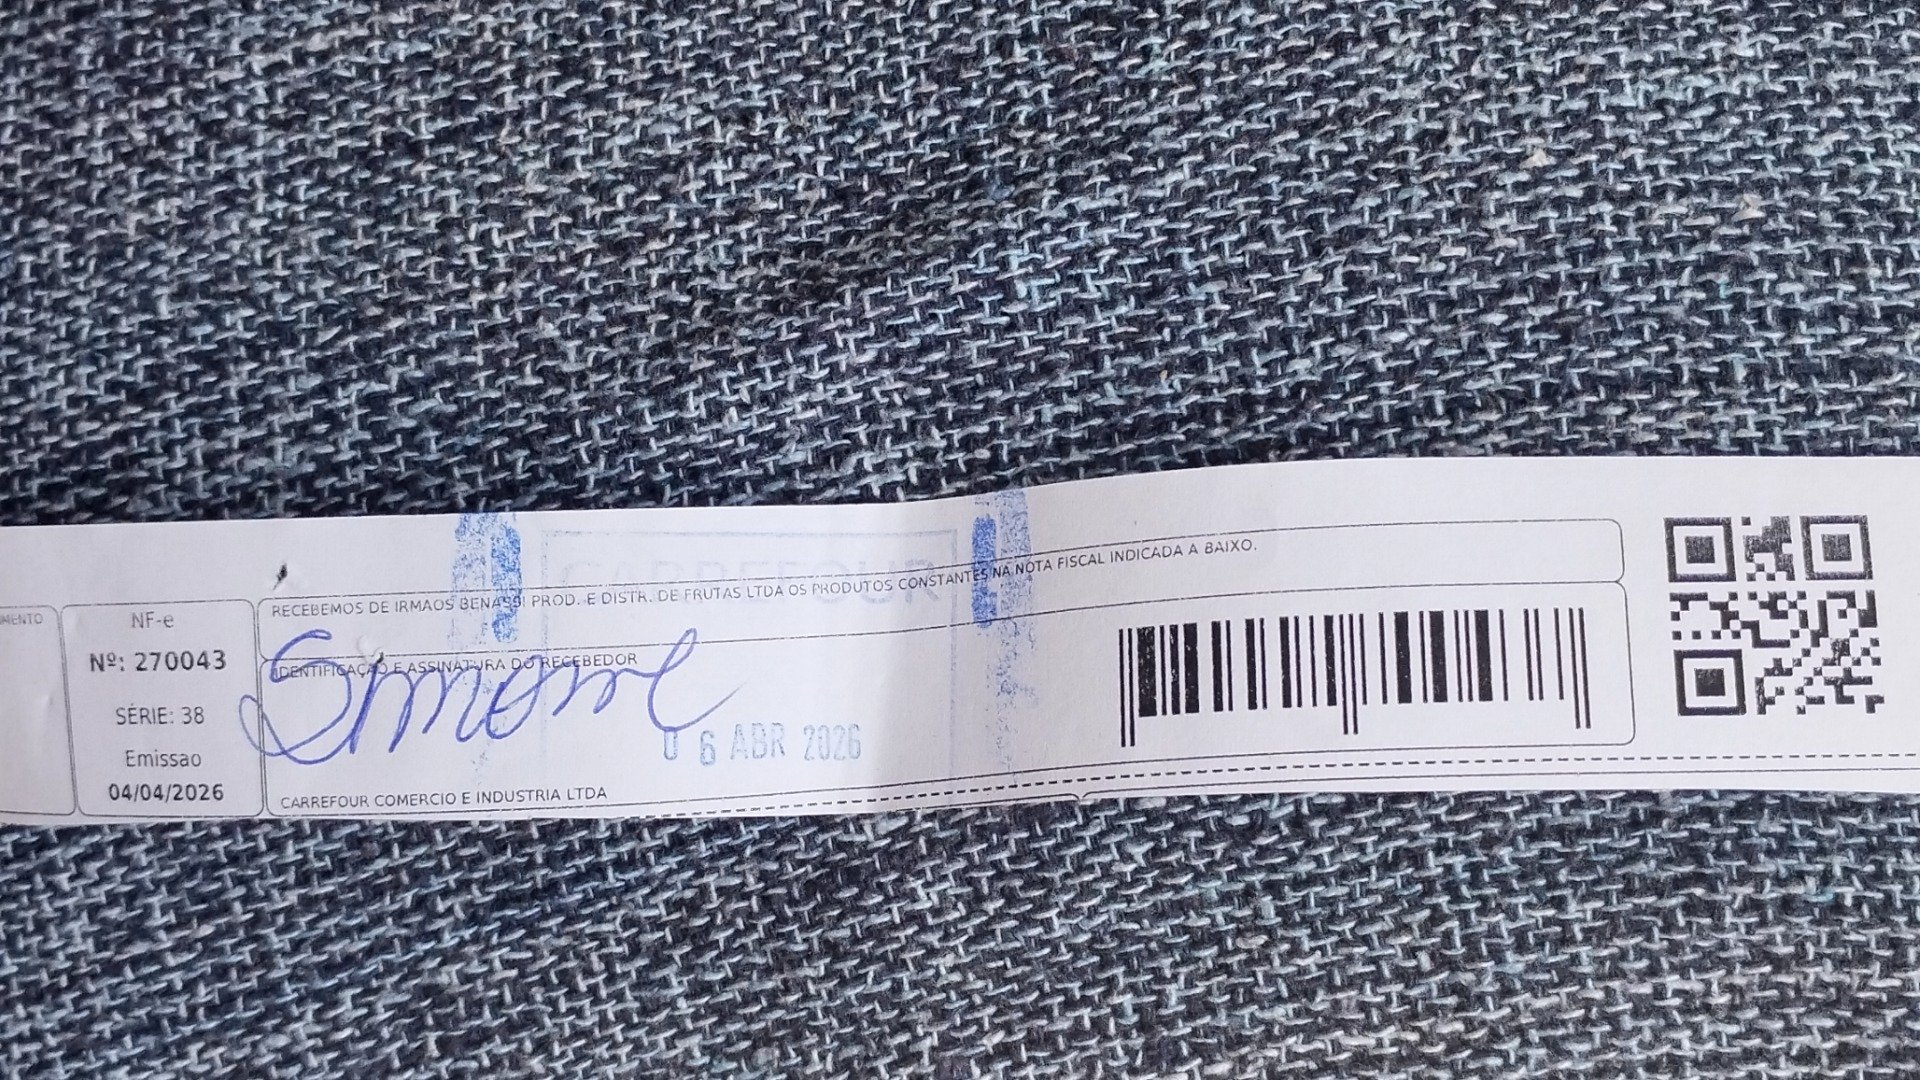 RECEBEMOS DE IRMAOS BENASSI PROD. E DISTR. DE FRUTAS LTDA OS PRODUTOS CONSTANTES NA NOTA FISCAL INDICADA A BAIXO.
NF-e
Nº: 270043
SÉRIE: 38
Emissao
04/04/2026
IDENTIFICAÇÃO E ASSINATURA DO RECEBEDOR
Simone
CARREFOUR
06 ABR 2026
CARREFOUR COMERCIO E INDUSTRIA LTDA